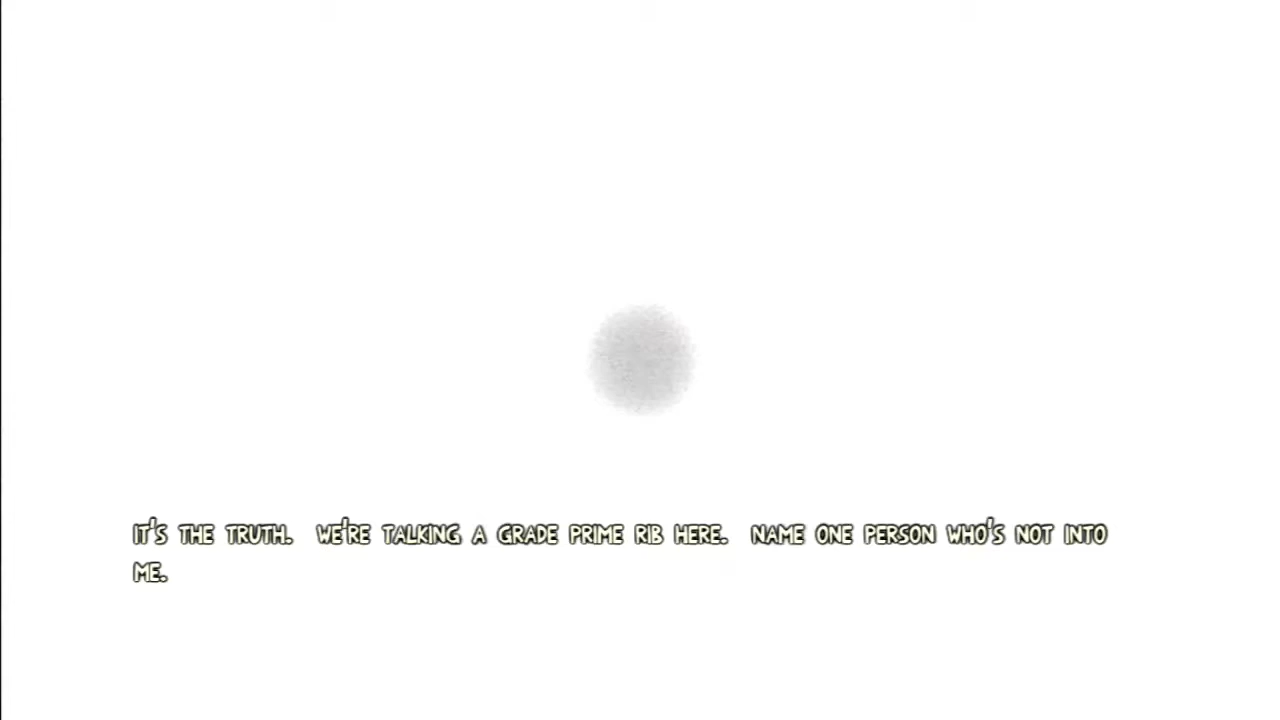 IT'S THE TRUTH. WE'RE TALKING A GRADE PRIME RIB HERE. NAME ONE PERSON WHO'S NOT INTO
ME.